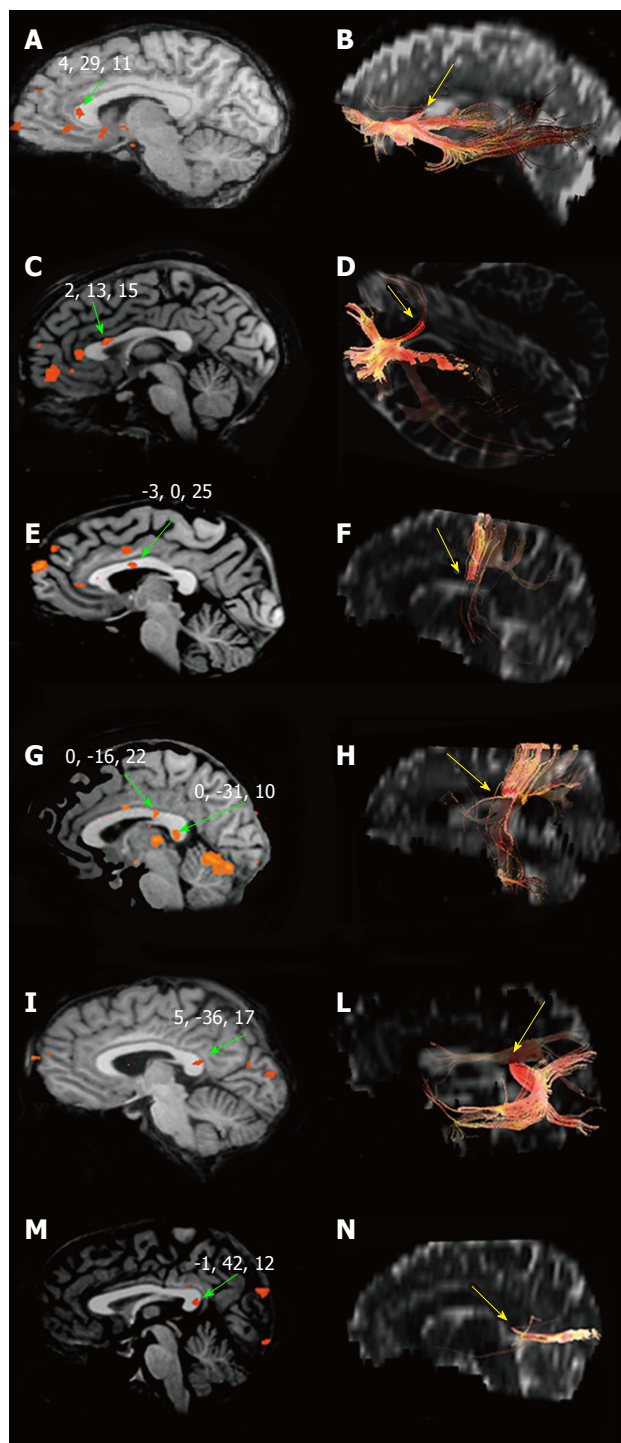 A
B
4, 29, 11
C
D
2, 13, 15
-3, 0, 25
E
F
G
H
0, -16, 22
0, -31, 10
I
L
5, -36, 17
M
N
-1, 42, 12